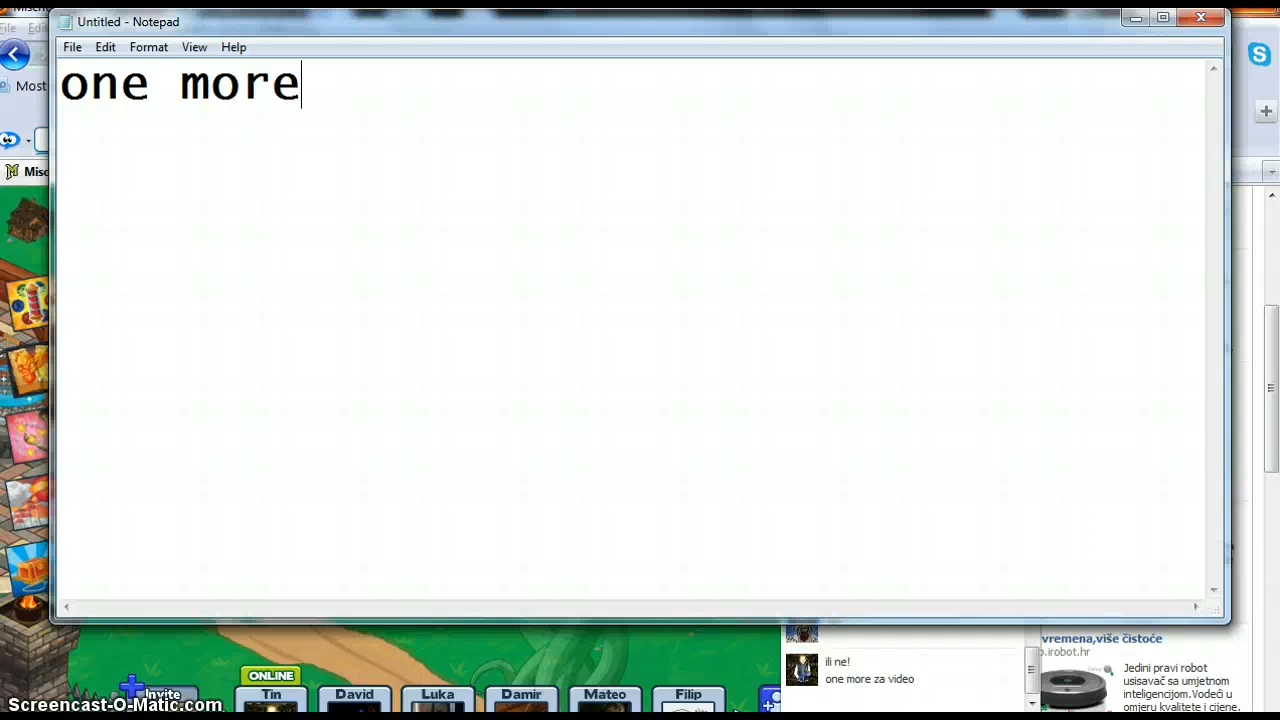 Untitled - Notepad
File Edit Format View Help
one more
Most
Misc
ili ne!
one more za video
vremena,više čistoće
o.irobot.hr
Jedini pravi robot
usisavač sa umjetnom
inteligencijom.Vodeći u
omjeru kvalitete i cijene.
ONLINE
Invite
Tin
David
Luka
Damir
Mateo
Filip
Screencast-O-Matic.com